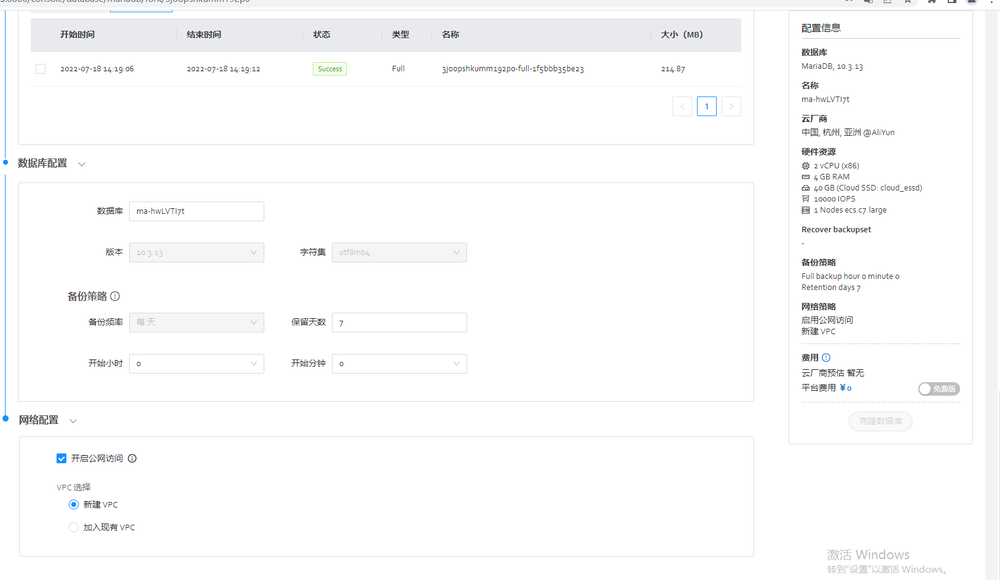 开始时间 结束时间 状态 类型 名称 大小（MB）
2022-07-18 14:19:06 2022-07-18 14:19:12 Success Full 3joopshkumm192po-full-1f5bbb35be23 214.87
< 1 >
数据库配置
数据库 ma-hwLVTI7t
版本 10.3.13 字符集 utf8mb4
备份策略
备份频率 每天 保留天数 7
开始小时 0 开始分钟 0
网络配置
开启公网访问
VPC 选择
新建 VPC
加入现有 VPC
配置信息
数据库
MariaDB, 10.3.13
名称
ma-hwLVTI7t
云厂商
中国, 杭州, 亚洲 @AliYun
硬件资源
2 vCPU (x86)
4 GB RAM
40 GB (Cloud SSD: cloud_essd)
10000 IOPS
1 Nodes ecs.c7.large
Recover backupset
-
备份策略
Full backup hour 0 minute 0
Retention days 7
网络策略
启用公网访问
新建 VPC
费用
云厂商预估 暂无
平台费用 ¥0 免费版
克隆数据库
激活 Windows
转到“设置”以激活 Windows。